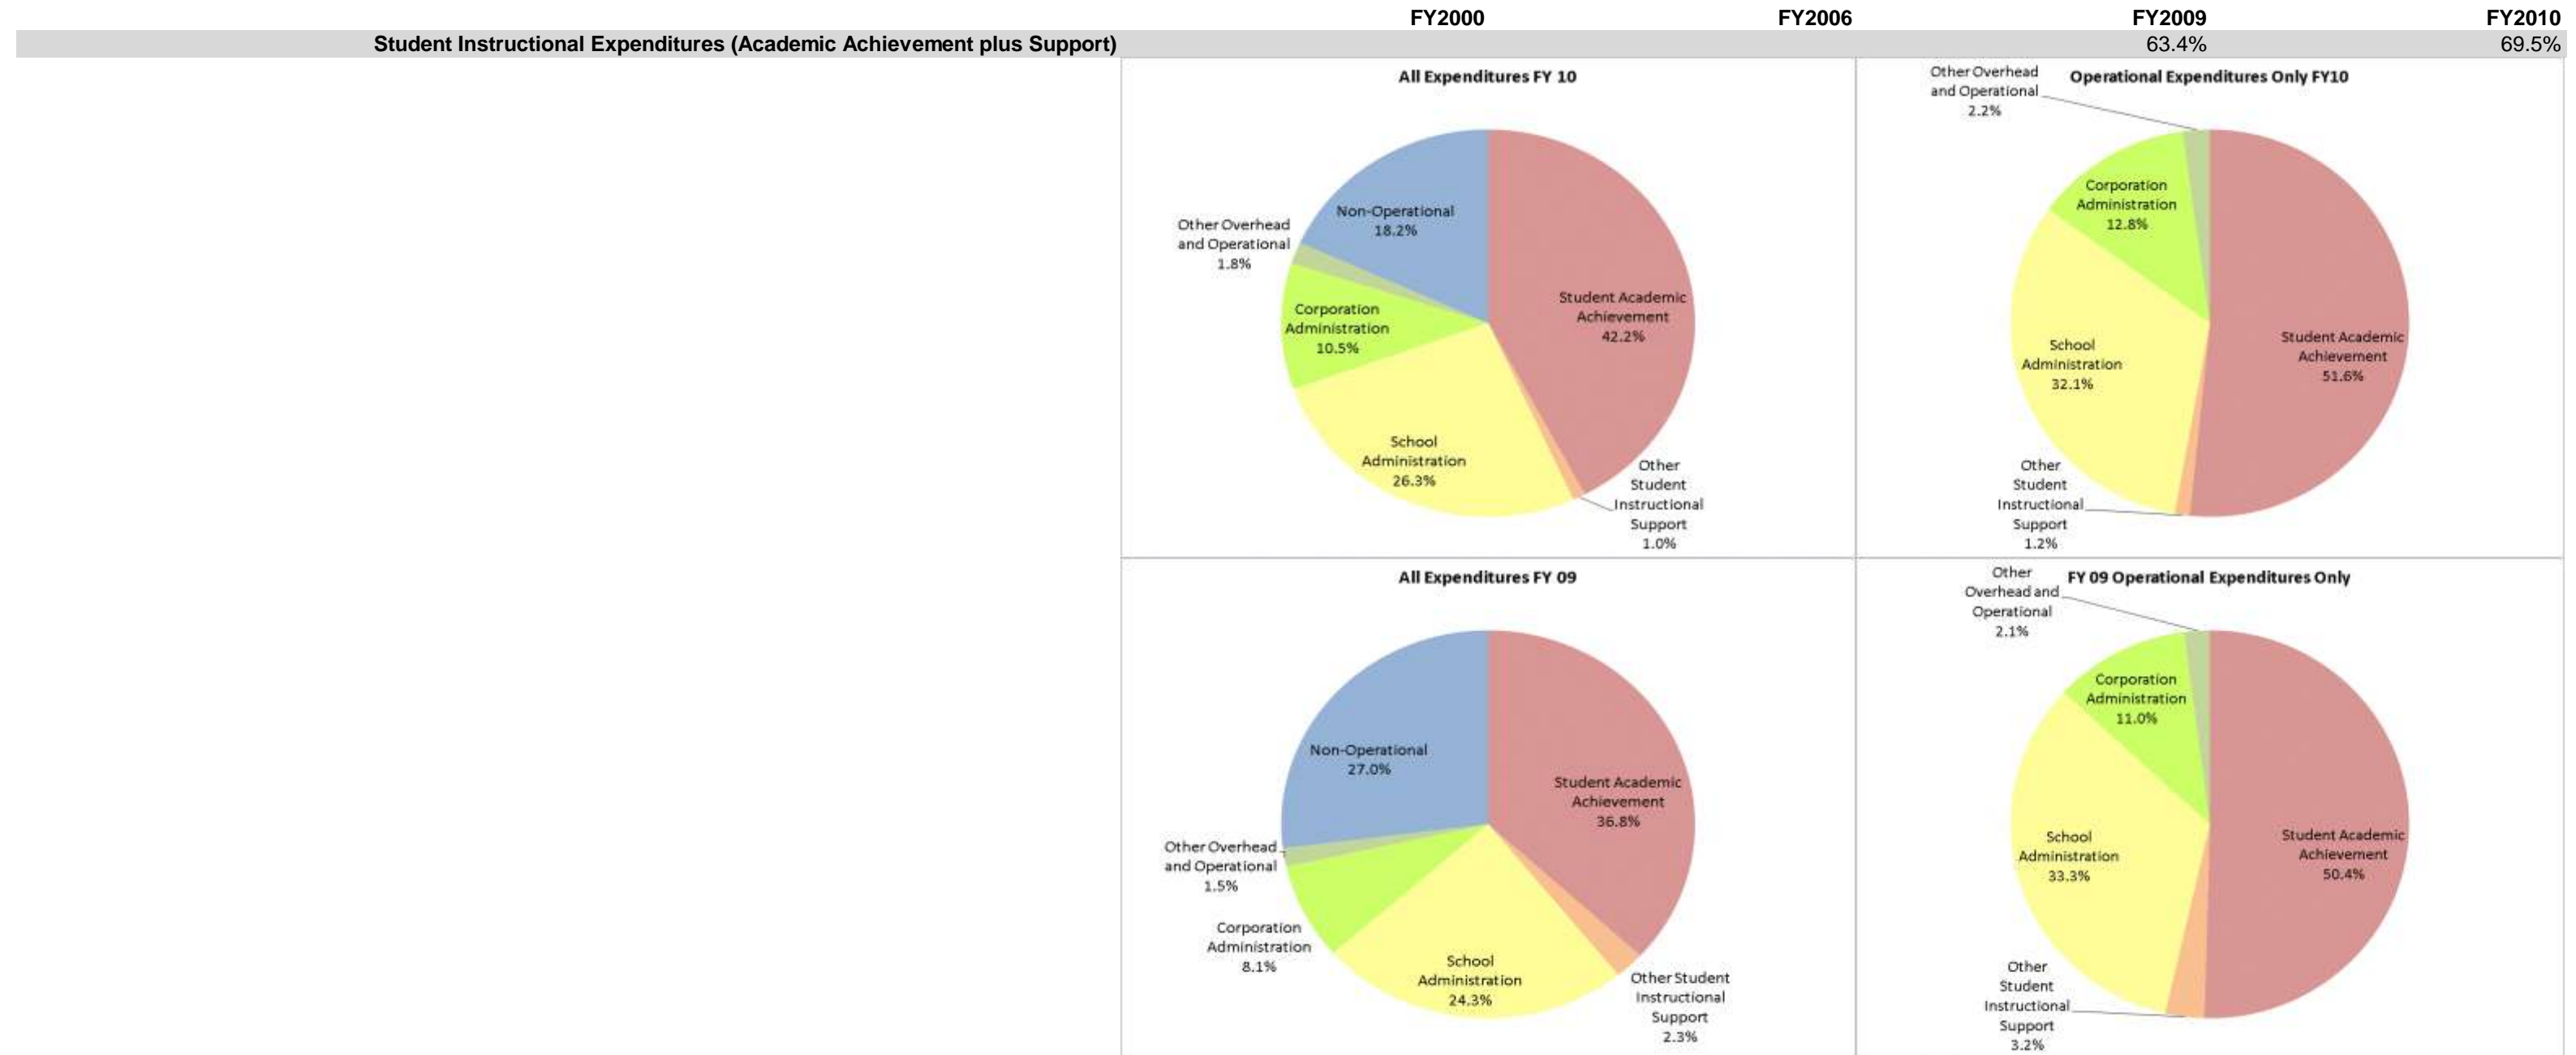 FY2000 FY2006 FY2009 FY2010
Student Instructional Expenditures (Academic Achievement plus Support) 63.4% 69.5%
All Expenditures FY 10
Non-Operational
18.2%
Other Overhead
and Operational
1.8%
Corporation
Administration
10.5%
Student Academic
Achievement
42.2%
School
Administration
26.3%
Other
Student
Instructional
Support
1.0%
Operational Expenditures Only FY10
Other Overhead
and Operational
2.2%
Corporation
Administration
12.8%
School
Administration
32.1%
Student Academic
Achievement
51.6%
Other
Student
Instructional
Support
1.2%
All Expenditures FY 09
Non-Operational
27.0%
Student Academic
Achievement
36.8%
Other Overhead
and Operational
1.5%
Corporation
Administration
8.1%
School
Administration
24.3%
Other Student
Instructional
Support
2.3%
FY 09 Operational Expenditures Only
Other
Overhead and
Operational
2.1%
Corporation
Administration
11.0%
School
Administration
33.3%
Student Academic
Achievement
50.4%
Other
Student
Instructional
Support
3.2%